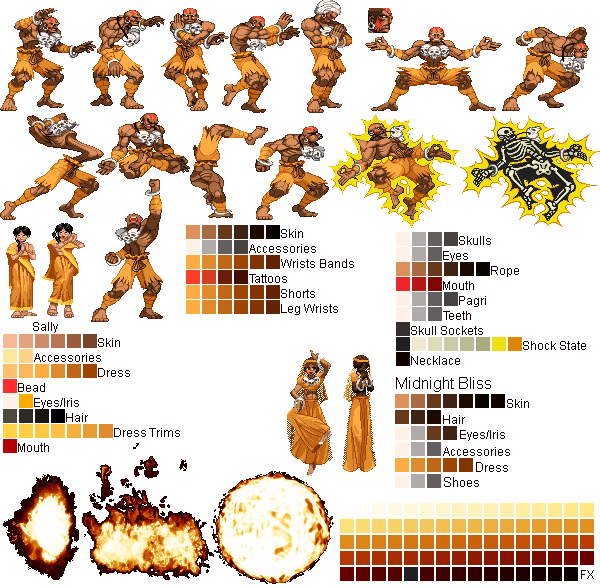 Skin
Accessories
Wrists Bands
Tattoos
Shorts
Leg Wrists
Skulls
Eyes
Rope
Mouth
Pagri
Teeth
Skull Sockets
Shock State
Necklace
Sally
Skin
Accessories
Dress
Bead
Eyes/Iris
Hair
Dress Trims
Mouth
Midnight Bliss
Skin
Hair
Eyes/Iris
Accessories
Dress
Shoes
FX